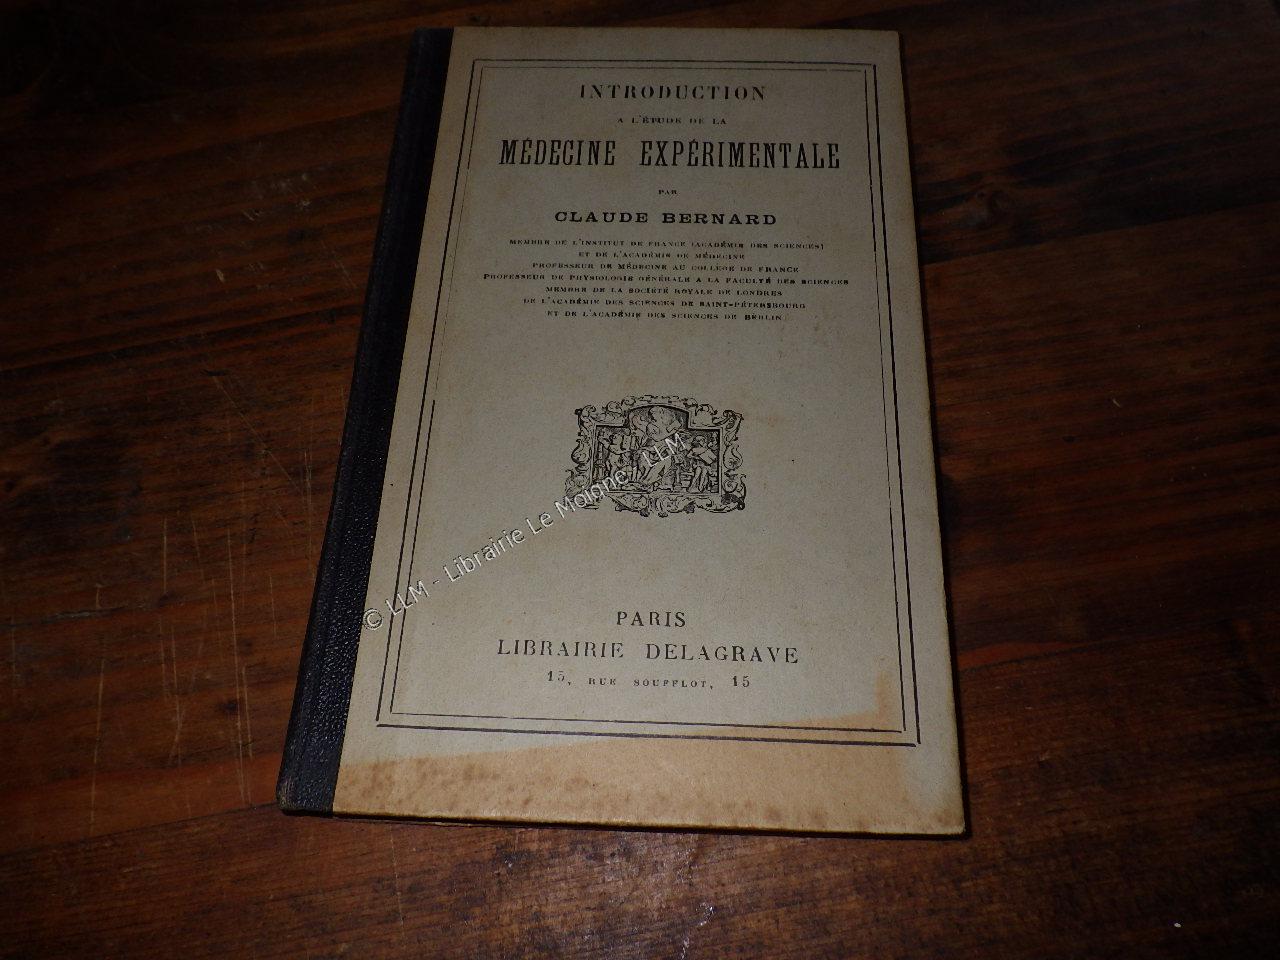 INTRODUCTION
A L'ÉTUDE DE LA
MÉDECINE EXPÉRIMENTALE
PAR
CLAUDE BERNARD
MEMBRE DE L'INSTITUT DE FRANCE (ACADÉMIE DES SCIENCES)
ET DE L'ACADÉMIE DE MÉDECINE
PROFESSEUR DE MÉDECINE AU COLLÈGE DE FRANCE
PROFESSEUR DE PHYSIOLOGIE GÉNÉRALE A LA FACULTÉ DES SCIENCES
MEMBRE DE LA SOCIÉTÉ ROYALE DE LONDRES
DE L'ACADÉMIE DES SCIENCES DE SAINT-PÉTERSBOURG
ET DE L'ACADÉMIE DES SCIENCES DE BERLIN
© LLM - Librairie Le Moigne / LLM
PARIS
LIBRAIRIE DELAGRAVE
15, RUE SOUFFLOT, 15